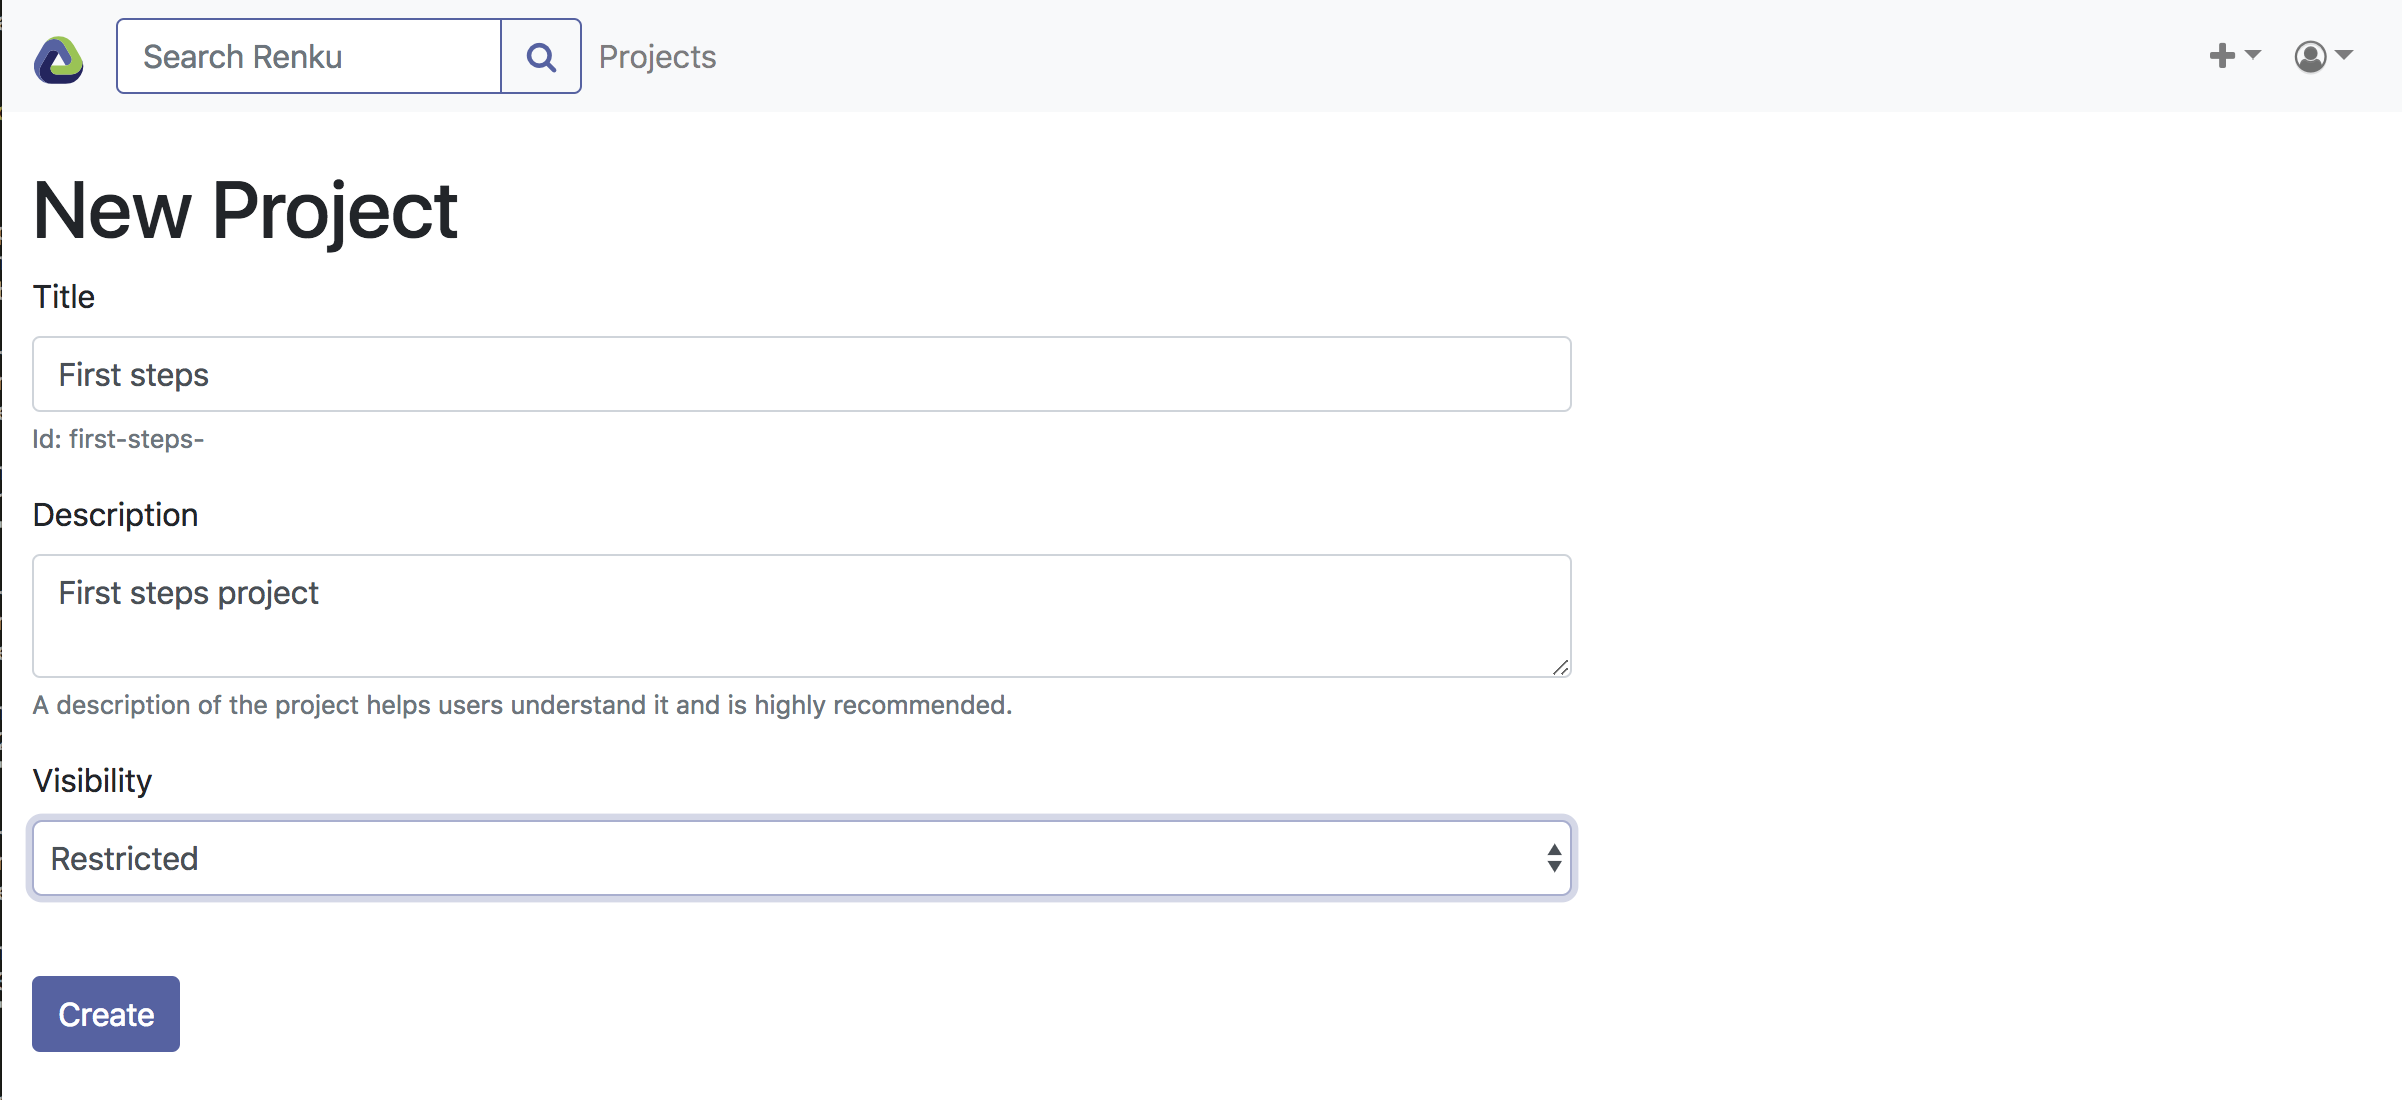 Search Renku
Projects
New Project
Title
First steps
Id: first-steps-
Description
First steps project
A description of the project helps users understand it and is highly recommended.
Visibility
Restricted
Create